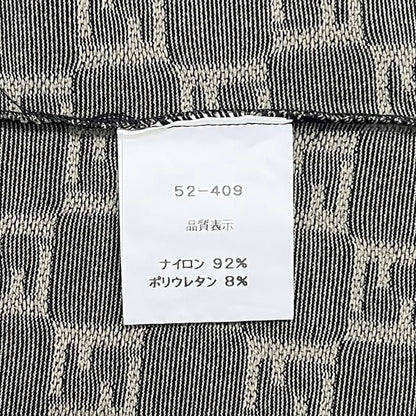 52-409
品質表示
ナイロン 92%
ポリウレタン 8%